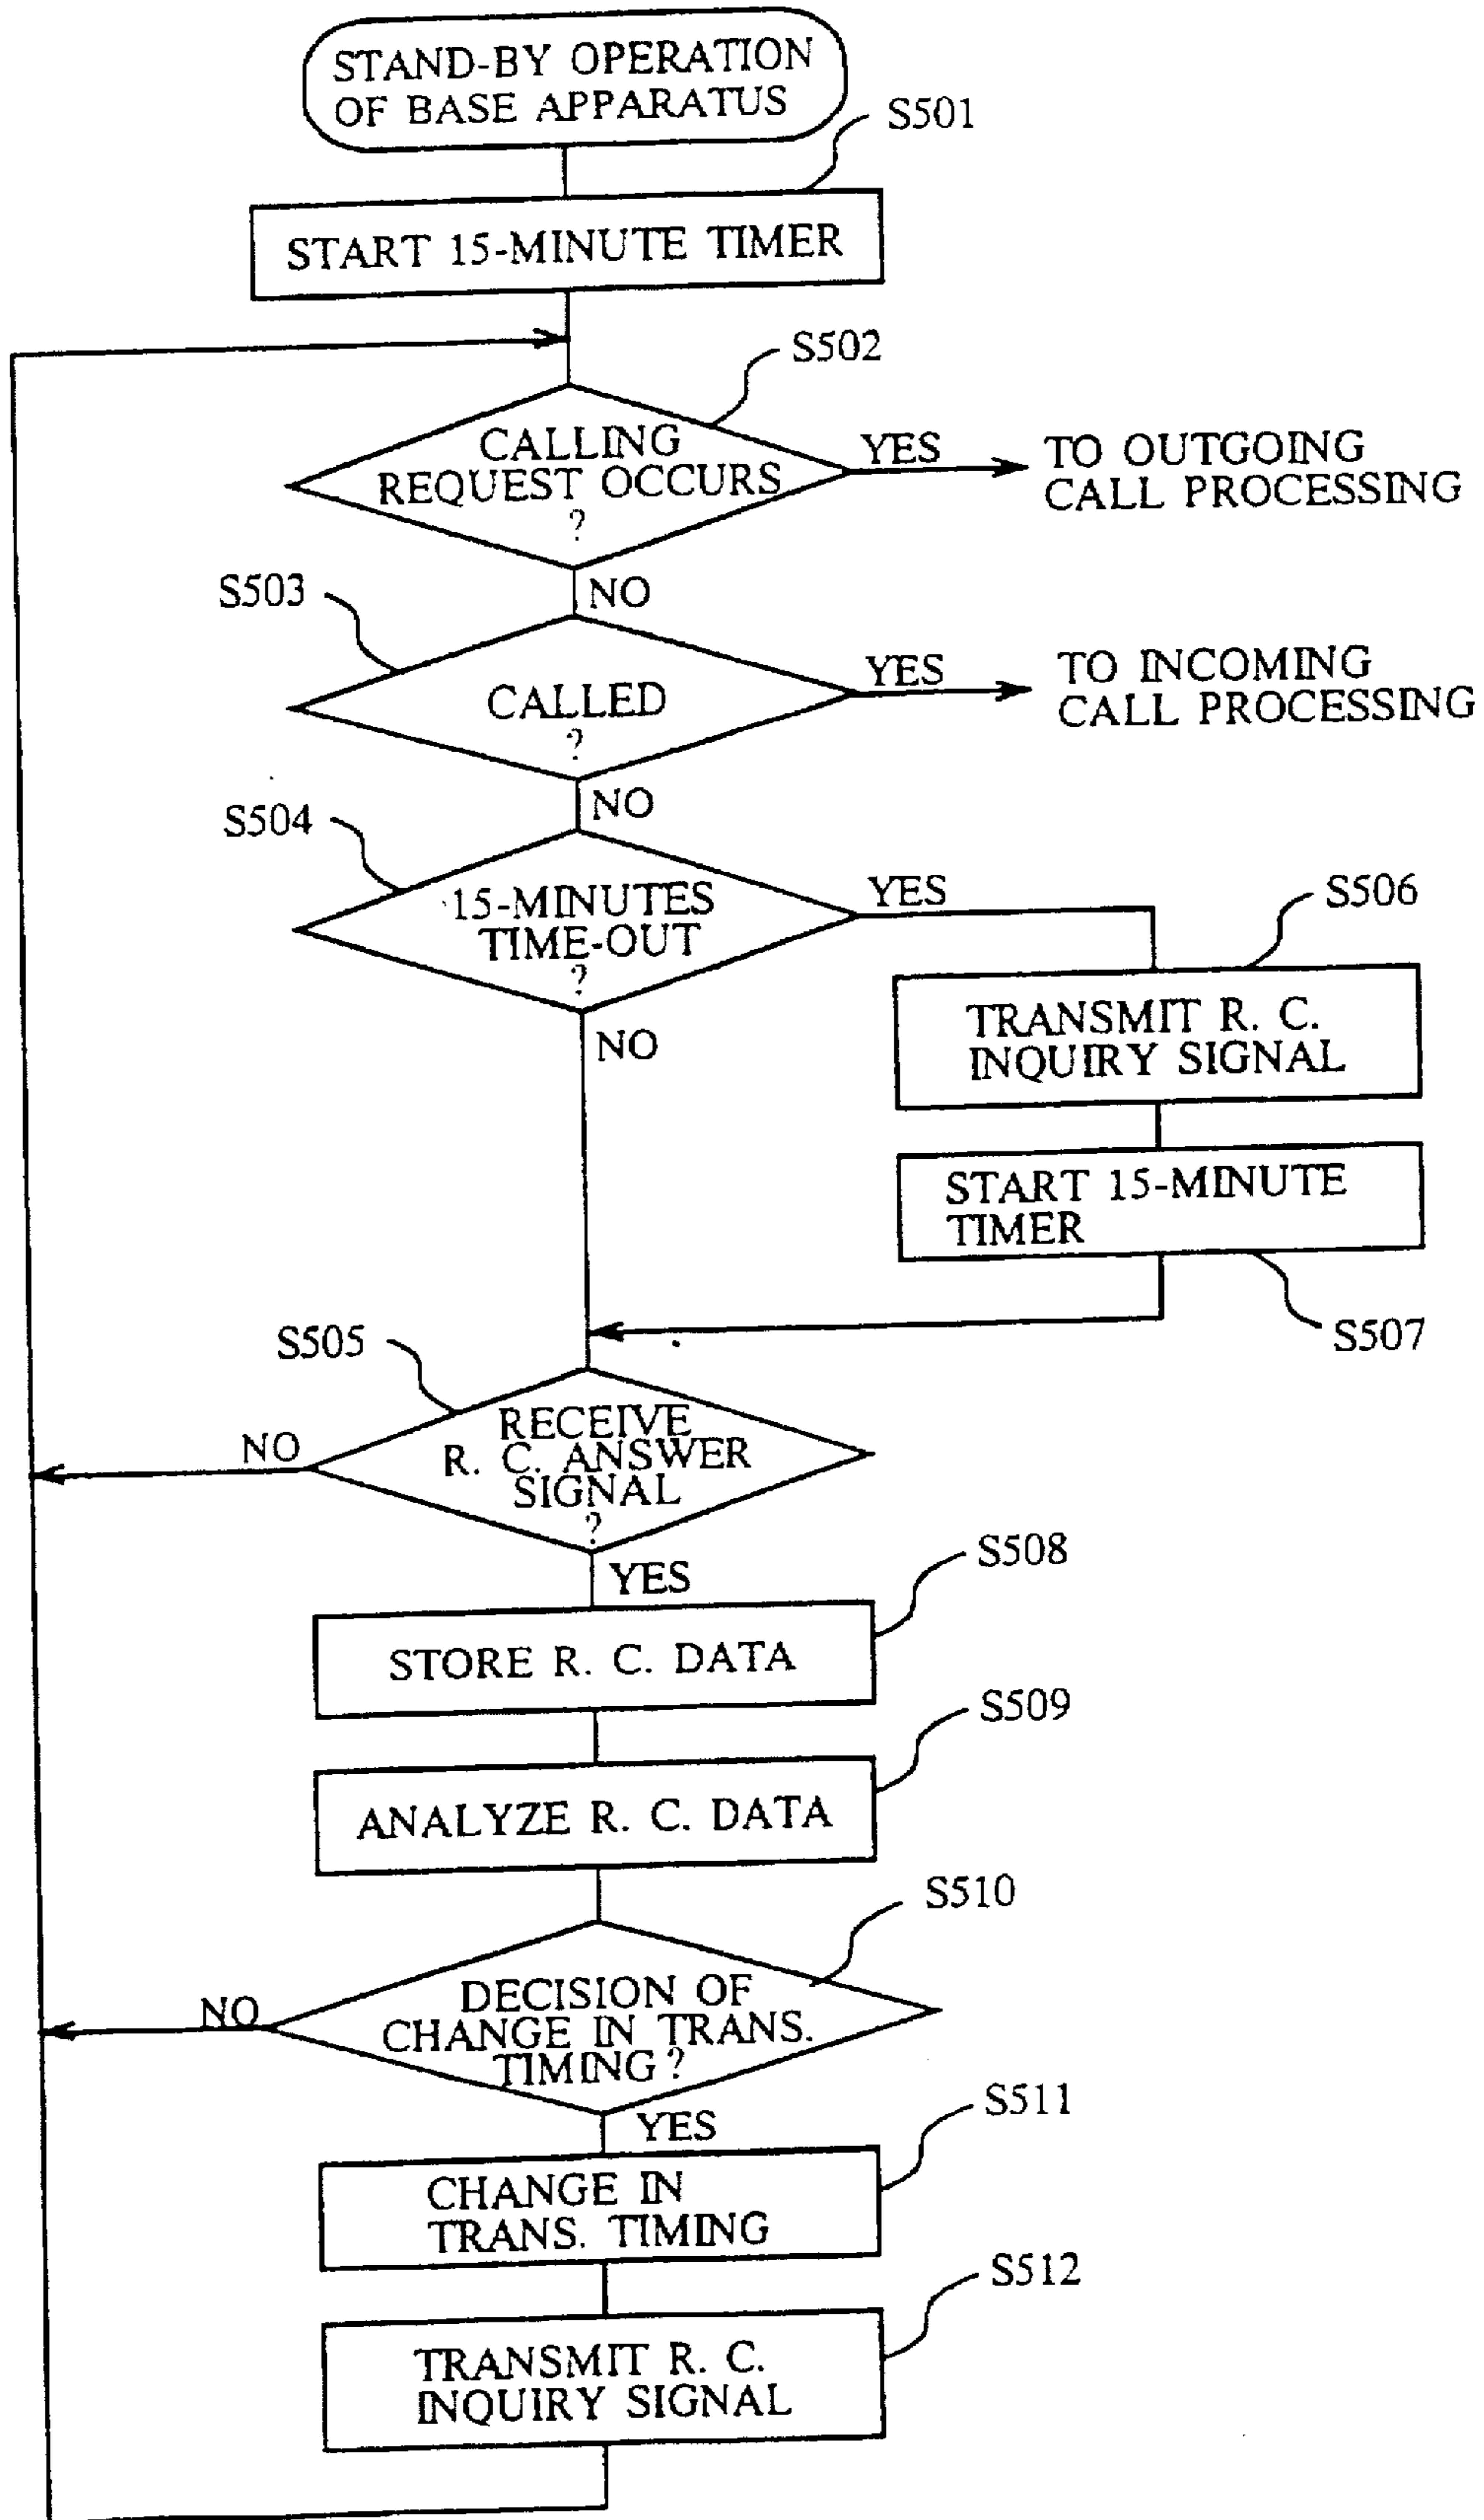 STAND-BY OPERATION
OF BASE APPARATUS
S501
START 15-MINUTE TIMER
S502
CALLING
REQUEST OCCURS
?
YES
TO OUTGOING
CALL PROCESSING
NO
S503
CALLED
?
YES
TO INCOMING
CALL PROCESSING
NO
S504
15-MINUTES
TIME-OUT
?
YES
S506
NO
TRANSMIT R. C.
INQUIRY SIGNAL
START 15-MINUTE
TIMER
S507
S505
RECEIVE
R. C. ANSWER
SIGNAL
?
NO
YES
S508
STORE R. C. DATA
S509
ANALYZE R. C. DATA
S510
DECISION OF
CHANGE IN TRANS.
TIMING ?
NO
YES
S511
CHANGE IN
TRANS. TIMING
S512
TRANSMIT R. C.
INQUIRY SIGNAL